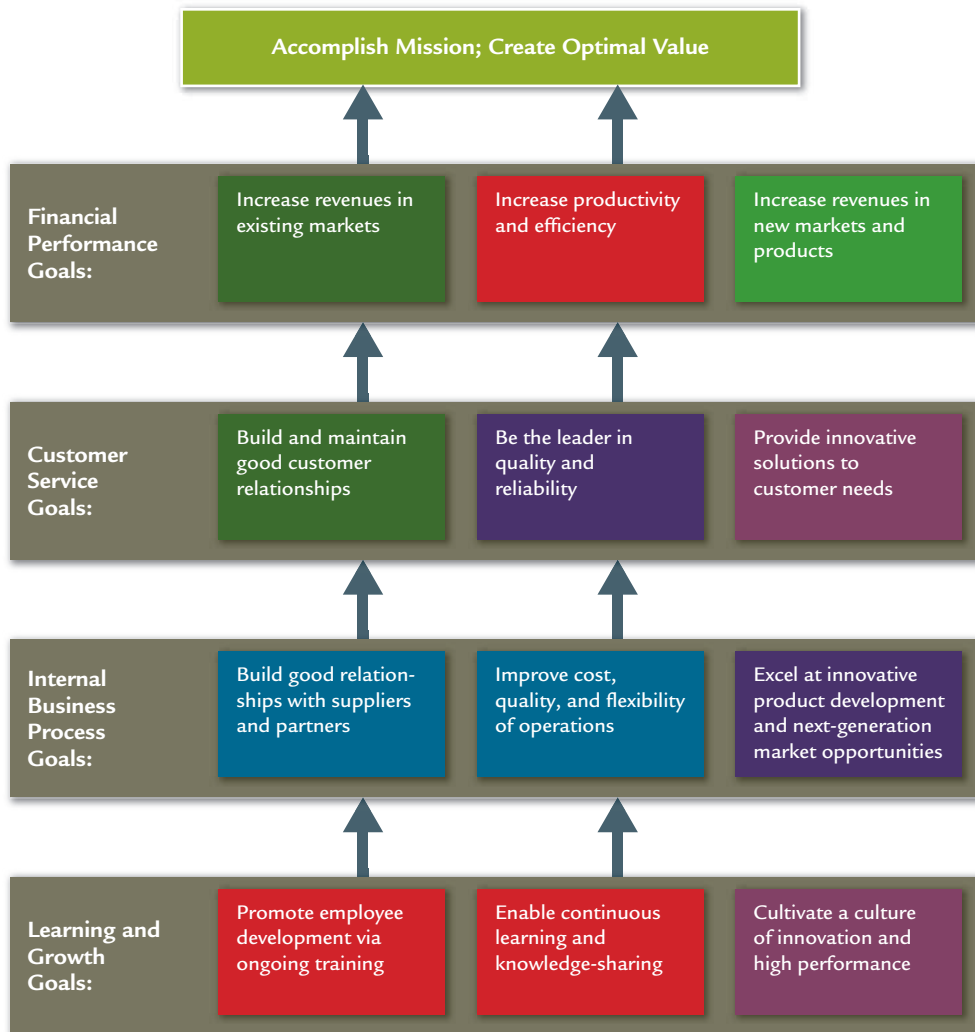 Accomplish Mission; Create Optimal Value
Financial
Performance
Goals:
Increase revenues in
existing markets
Increase productivity
and efficiency
Increase revenues in
new markets and
products
Customer
Service
Goals:
Build and maintain
good customer
relationships
Be the leader in
quality and
reliability
Provide innovative
solutions to
customer needs
Internal
Business
Process
Goals:
Build good relation-
ships with suppliers
and partners
Improve cost,
quality, and flexibility
of operations
Excel at innovative
product development
and next-generation
market opportunities
Learning and
Growth
Goals:
Promote employee
development via
ongoing training
Enable continuous
learning and
knowledge-sharing
Cultivate a culture
of innovation and
high performance